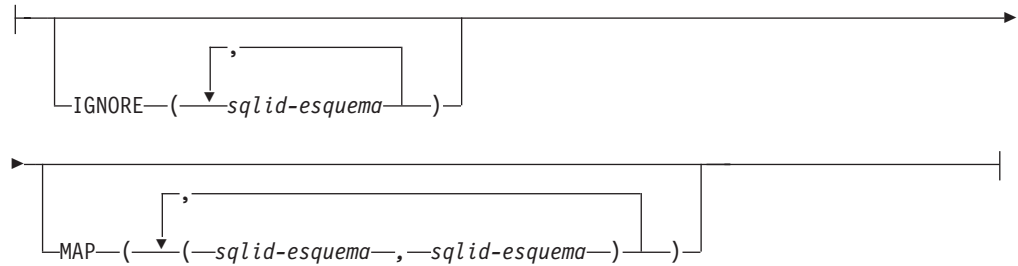 ,
IGNORE ( sqlid-esquema )
,
MAP ( ( sqlid-esquema , sqlid-esquema ) )